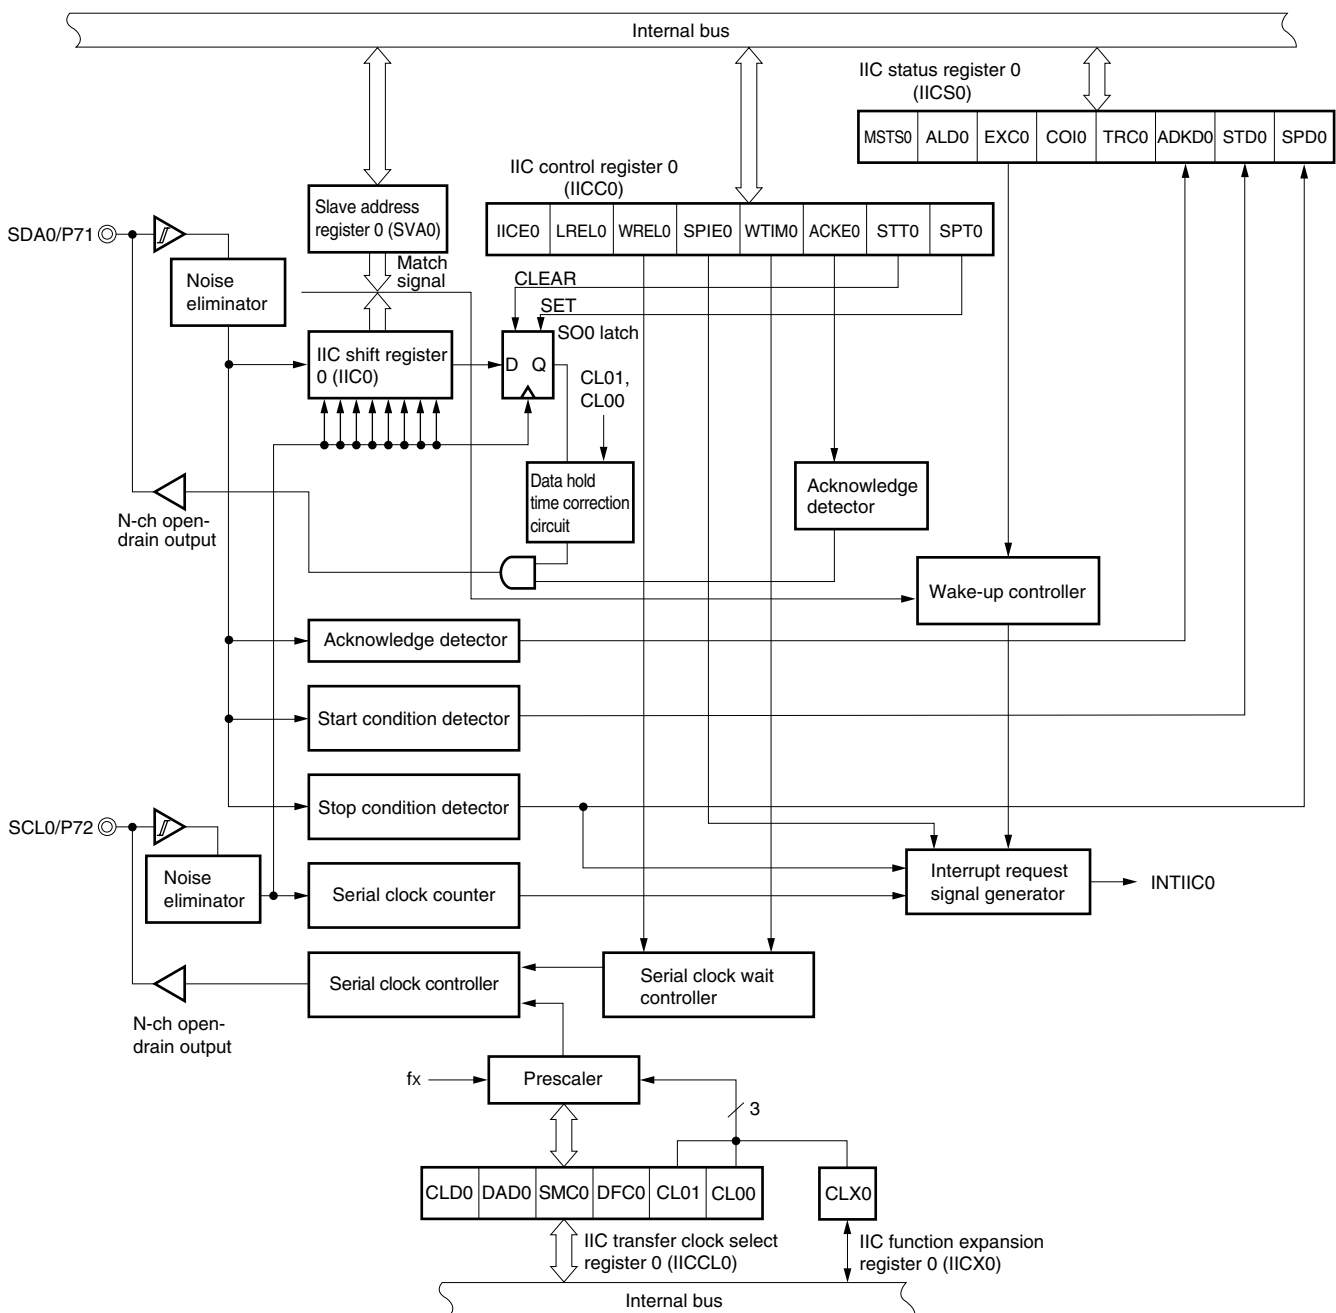 Internal bus
IIC status register 0
(IICS0)
MSTS0 ALD0 EXC0 COI0 TRC0 ADKD0 STD0 SPD0
IIC control register 0
(IICC0)
IICE0 LREL0 WREL0 SPIE0 WTIM0 ACKE0 STT0 SPT0
Slave address
register 0 (SVA0)
SDA0/P71
Match
signal
Noise
eliminator
CLEAR
SET
SO0 latch
IIC shift register
0 (IIC0)
D Q
CL01,
CL00
Data hold
time correction
circuit
Acknowledge
detector
N-ch open-
drain output
Wake-up controller
Acknowledge detector
Start condition detector
Stop condition detector
SCL0/P72
Noise
eliminator
Serial clock counter
Interrupt request
signal generator
INTIIC0
Serial clock controller
Serial clock wait
controller
N-ch open-
drain output
fx
Prescaler
3
CLD0 DAD0 SMC0 DFC0 CL01 CL00
CLX0
IIC transfer clock select
register 0 (IICCL0)
IIC function expansion
register 0 (IICX0)
Internal bus